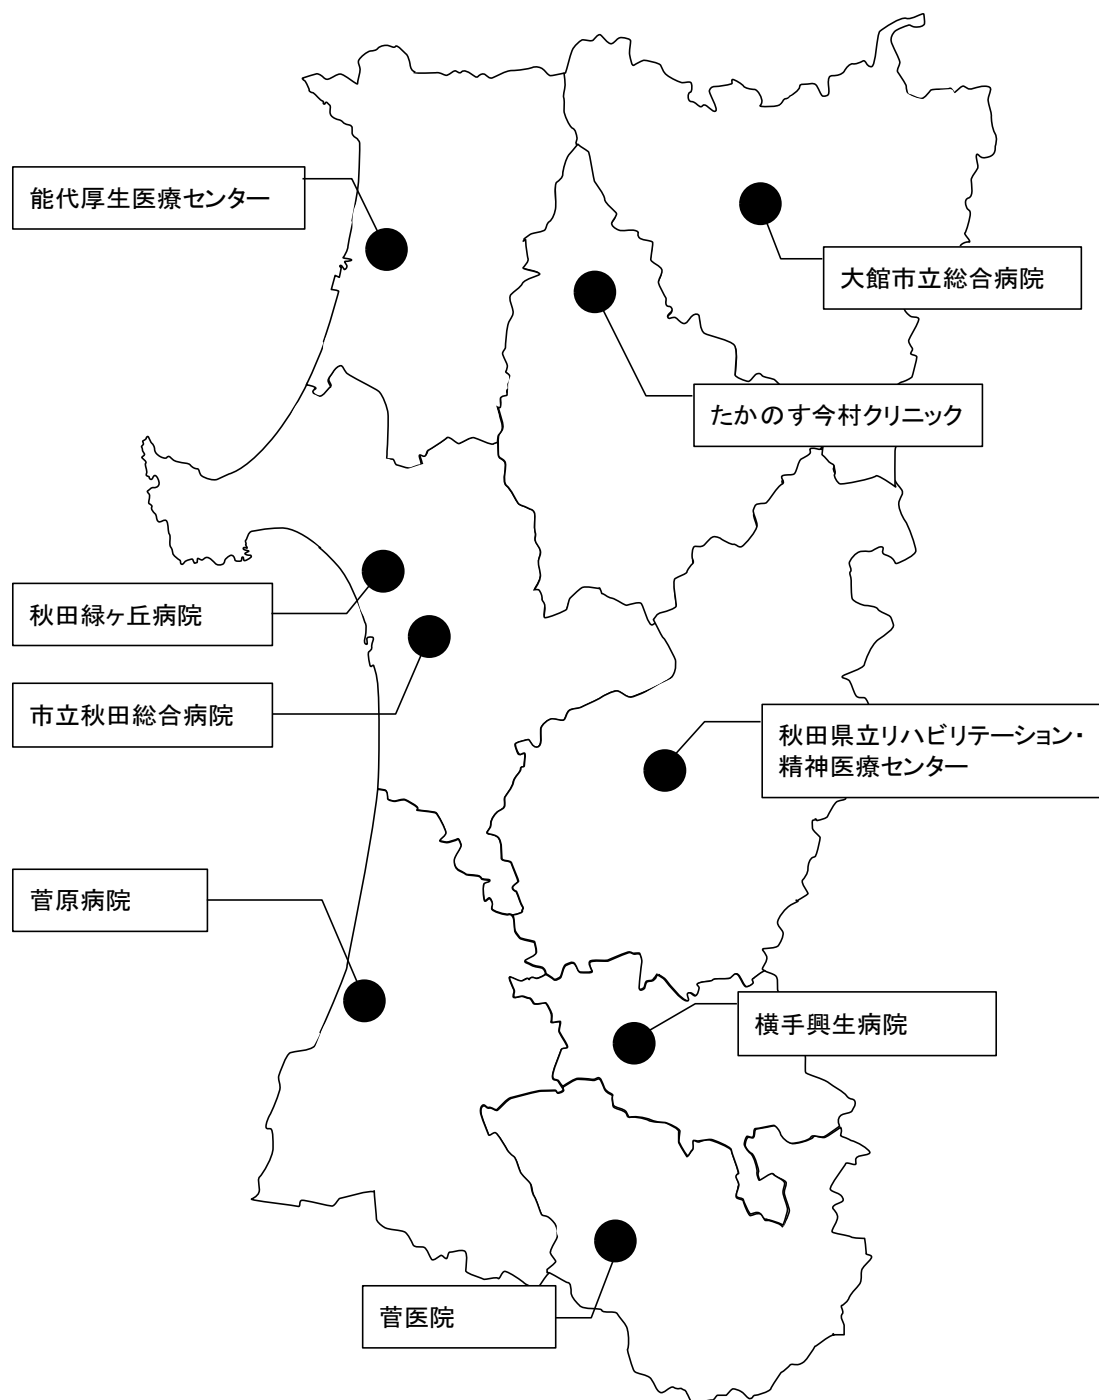 能代厚生医療センター
大館市立総合病院
たかのす今村クリニック
秋田緑ヶ丘病院
市立秋田総合病院
秋田県立リハビリテーション・
精神医療センター
菅原病院
横手興生病院
菅医院